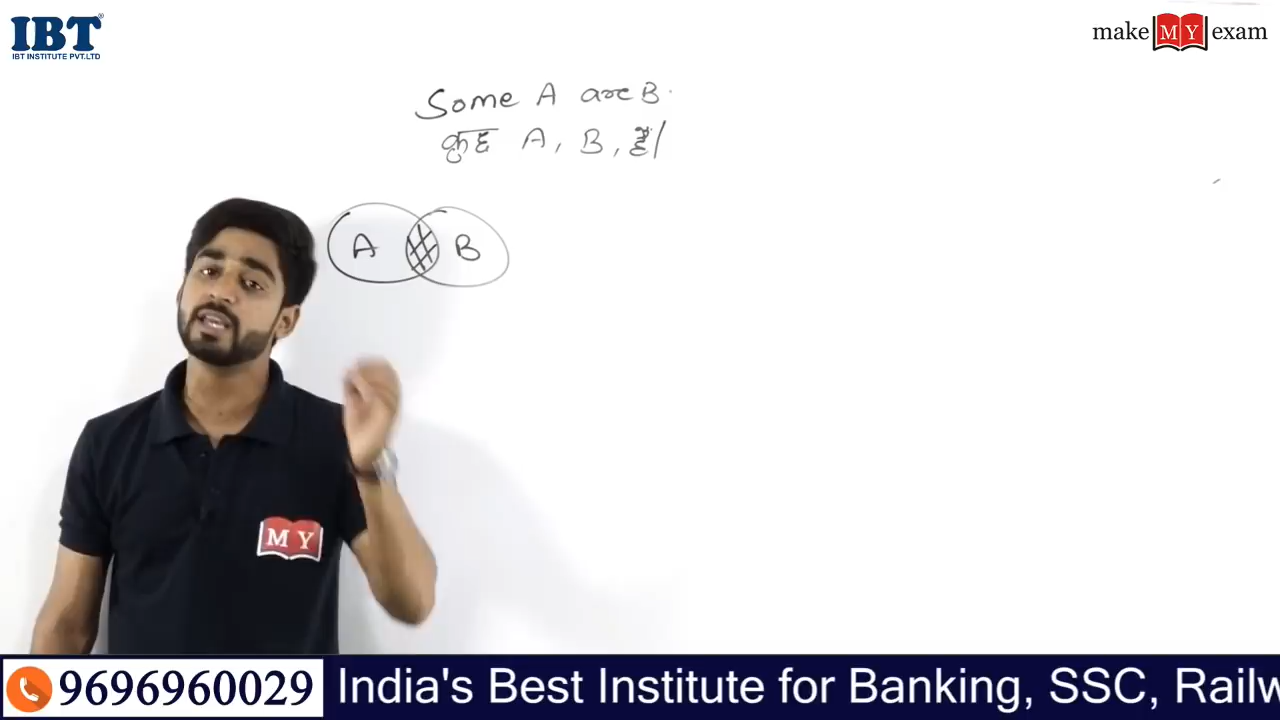 IBT
IBT INSTITUTE PVT.LTD
make MY exam
Some A are B.
कुछ A, B, हैं।
A B
MY
9696960029 India's Best Institute for Banking, SSC, Railw